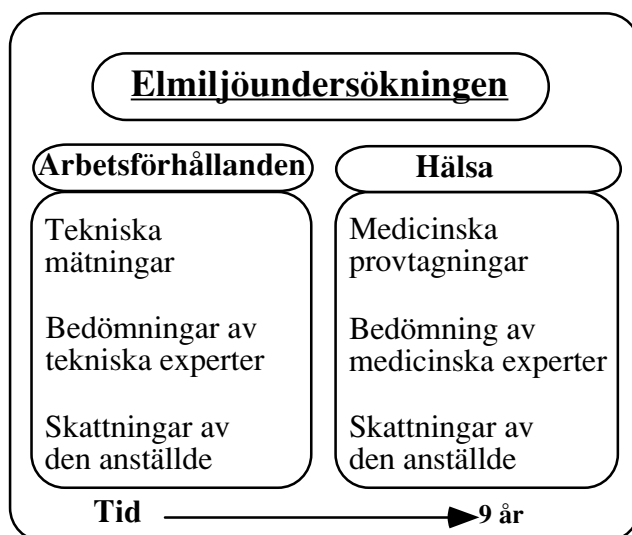 Elmiljöundersökningen
Arbetsförhållanden
Tekniska
mätningar
Bedömningar av
tekniska experter
Skattningar av
den anställde
Hälsa
Medicinska
provtagningar
Bedömning av
medicinska experter
Skattningar av
den anställde
Tid
9 år